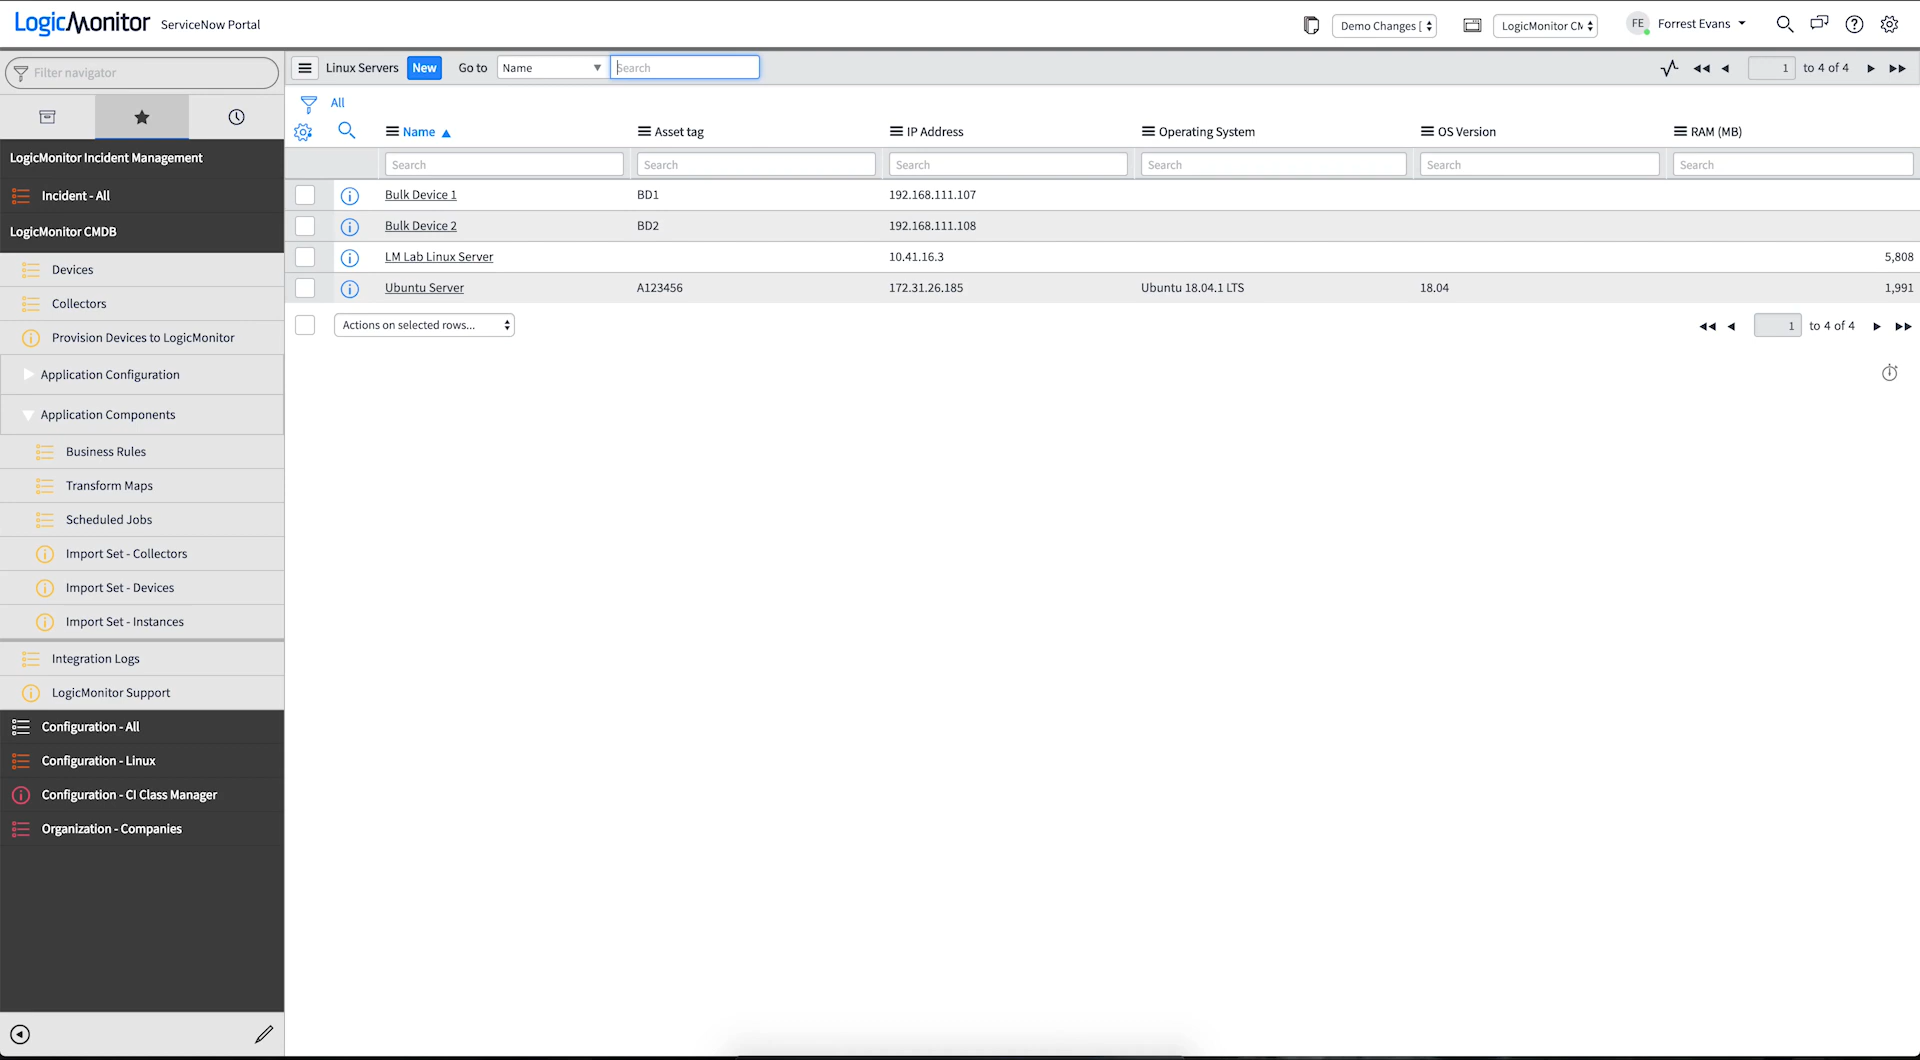 LogicMonitor ServiceNow Portal
Demo Changes [
LogicMonitor CM
FE Forrest Evans
Filter navigator
Linux Servers New Go to Name Search
1 to 4 of 4
All
Name Asset tag IP Address Operating System OS Version RAM (MB)
Search Search Search Search Search Search
Bulk Device 1 BD1 192.168.111.107
Bulk Device 2 BD2 192.168.111.108
LM Lab Linux Server 10.41.16.3 5,808
Ubuntu Server A123456 172.31.26.185 Ubuntu 18.04.1 LTS 18.04 1,991
Actions on selected rows...
1 to 4 of 4
LogicMonitor Incident Management
Incident - All
LogicMonitor CMDB
Devices
Collectors
Provision Devices to LogicMonitor
Application Configuration
Application Components
Business Rules
Transform Maps
Scheduled Jobs
Import Set - Collectors
Import Set - Devices
Import Set - Instances
Integration Logs
LogicMonitor Support
Configuration - All
Configuration - Linux
Configuration - CI Class Manager
Organization - Companies